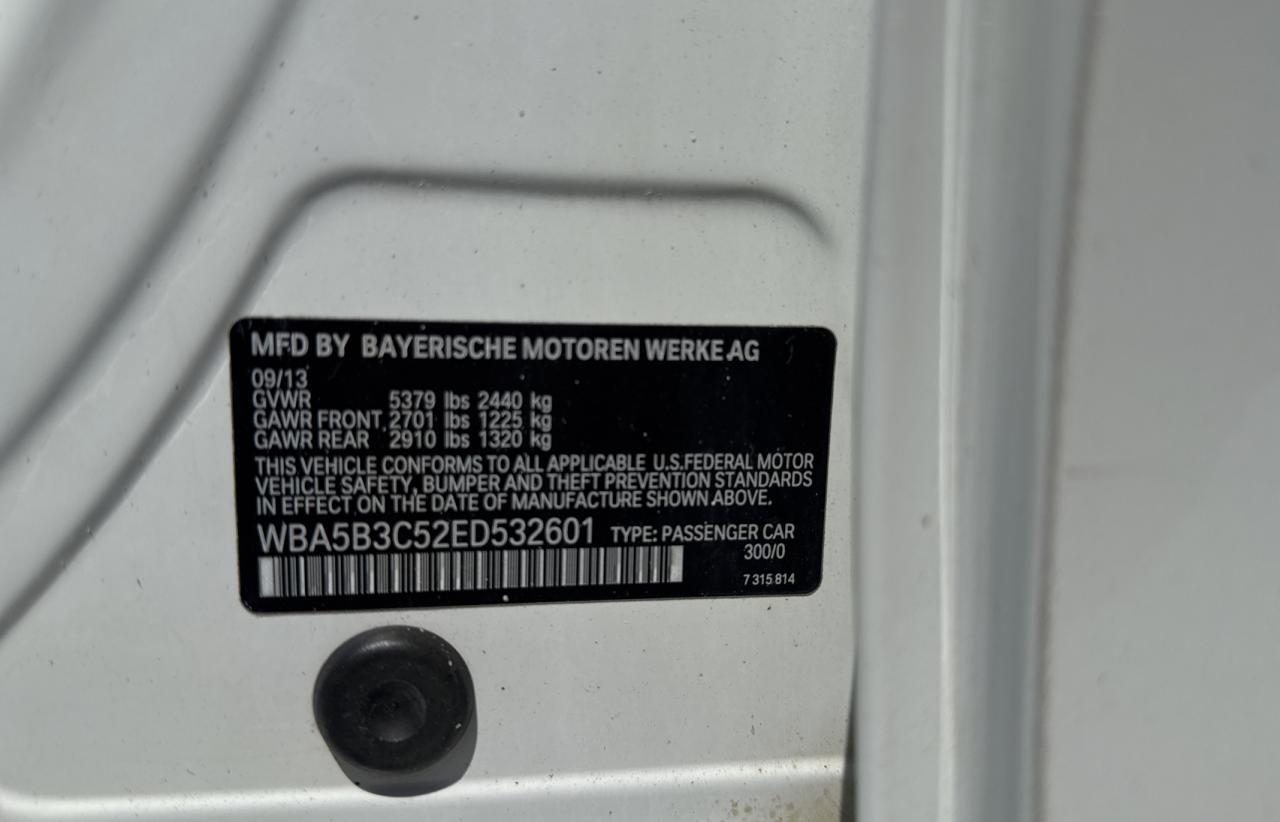 MFD BY BAYERISCHE MOTOREN WERKE AG
09/13
GVWR 5379 lbs 2440 kg
GAWR FRONT 2701 lbs 1225 kg
GAWR REAR 2910 lbs 1320 kg
THIS VEHICLE CONFORMS TO ALL APPLICABLE U.S.FEDERAL MOTOR
VEHICLE SAFETY, BUMPER AND THEFT PREVENTION STANDARDS
IN EFFECT ON THE DATE OF MANUFACTURE SHOWN ABOVE.
WBA5B3C52ED532601 TYPE: PASSENGER CAR
300/0
7 315 814